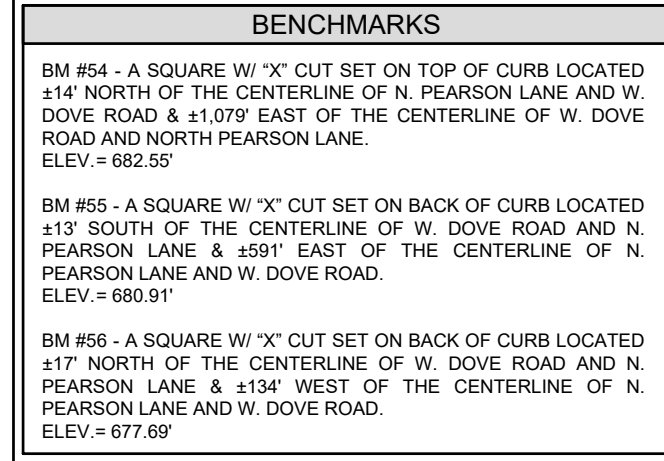 BENCHMARKS
BM #54 - A SQUARE W/ “X” CUT SET ON TOP OF CURB LOCATED
±14' NORTH OF THE CENTERLINE OF N. PEARSON LANE AND W.
DOVE ROAD & ±1,079' EAST OF THE CENTERLINE OF W. DOVE
ROAD AND NORTH PEARSON LANE.
ELEV.= 682.55'
BM #55 - A SQUARE W/ “X” CUT SET ON BACK OF CURB LOCATED
±13' SOUTH OF THE CENTERLINE OF W. DOVE ROAD AND N.
PEARSON LANE & ±591' EAST OF THE CENTERLINE OF N.
PEARSON LANE AND W. DOVE ROAD.
ELEV.= 680.91'
BM #56 - A SQUARE W/ “X” CUT SET ON BACK OF CURB LOCATED
±17' NORTH OF THE CENTERLINE OF W. DOVE ROAD AND N.
PEARSON LANE & ±134' WEST OF THE CENTERLINE OF N.
PEARSON LANE AND W. DOVE ROAD.
ELEV.= 677.69'